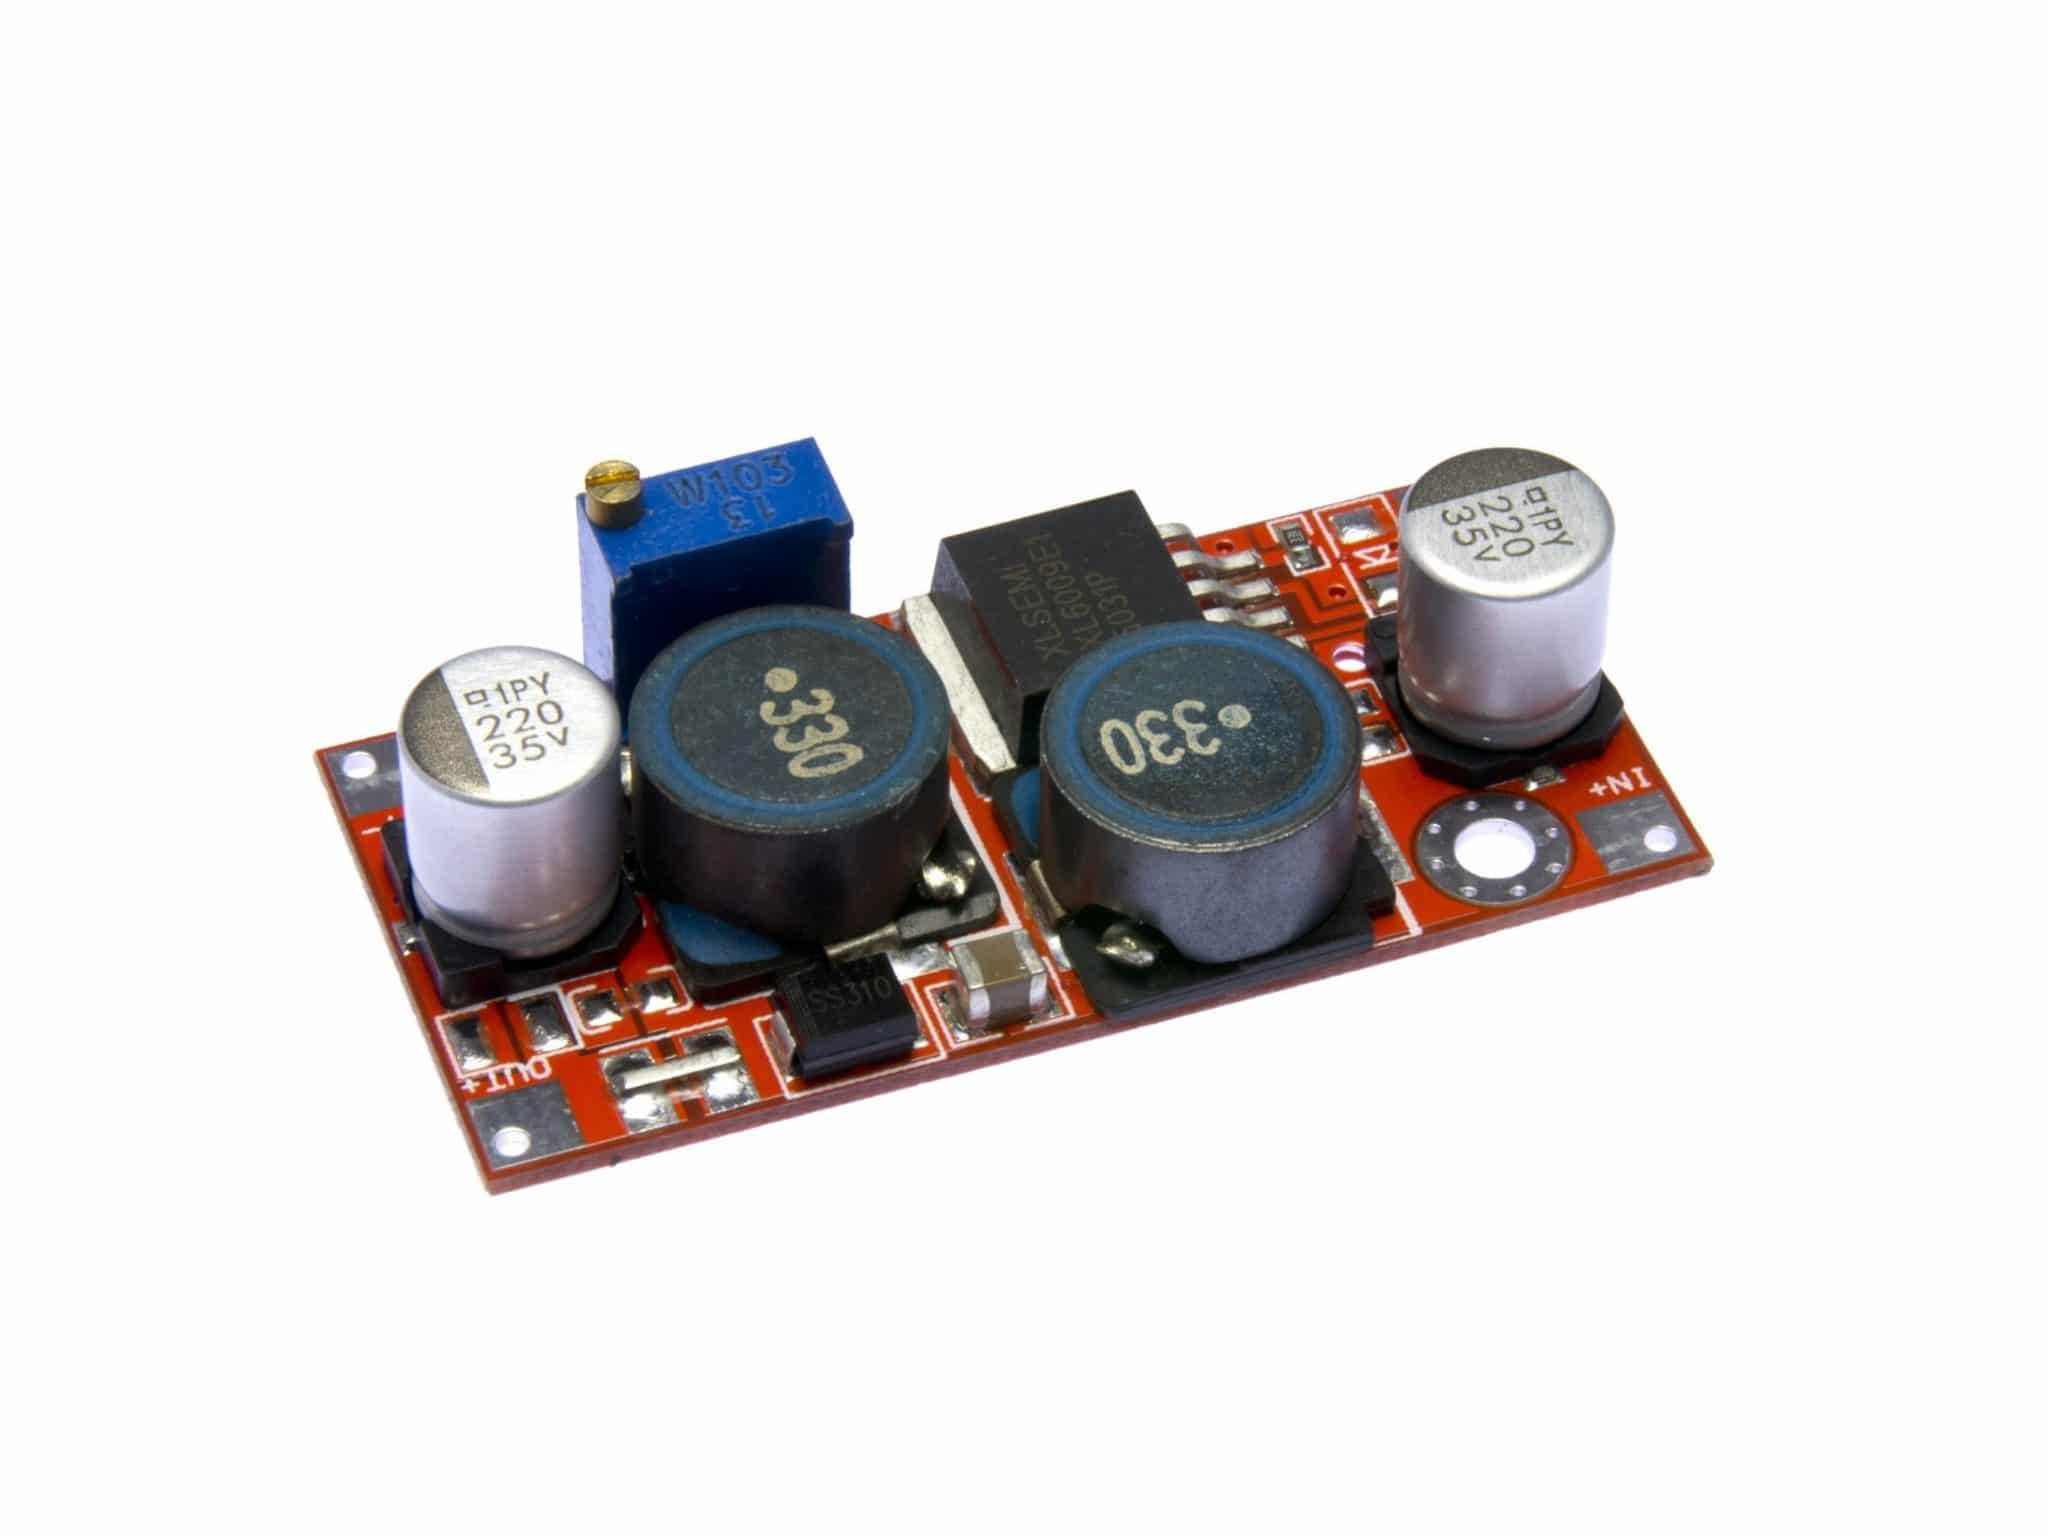 W103
13
1PY
220
35V
330
XLSEMI
XL6009E1
330
1PY
220
35V
IN+
SS310
OUT+